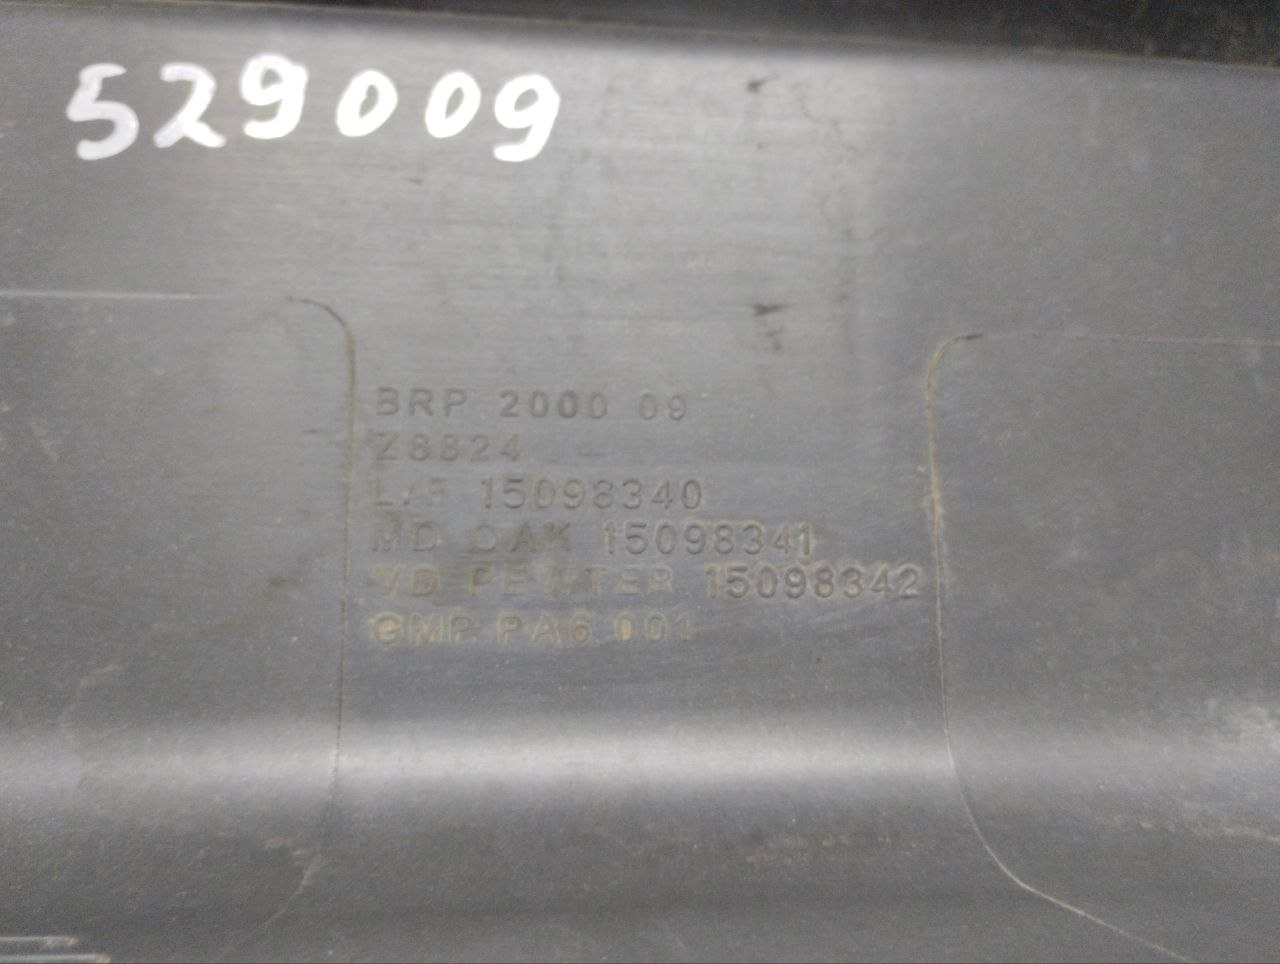 529009
BRP 2000 09
Z8824
L/F 15098340
MD OAK 15098341
MD PEWTER 15098342
GMP PA6 001